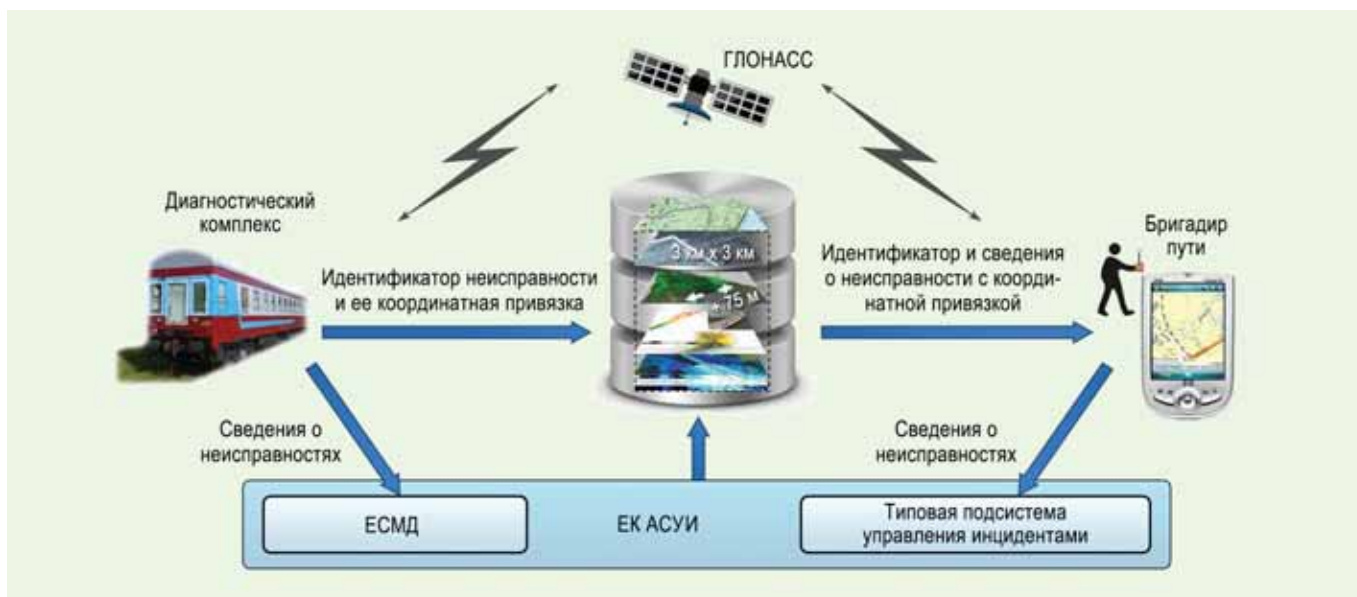 ГЛОНАСС
Диагностический
комплекс
Идентификатор неисправности
и ее координатная привязка
3 км х 3 км
75 м
Идентификатор и сведения
о неисправности с коорди-
натной привязкой
Бригадир
пути
Сведения о
неисправностях
Сведения о
неисправностях
ЕСМД
ЕК АСУИ
Типовая подсистема
управления инцидентами